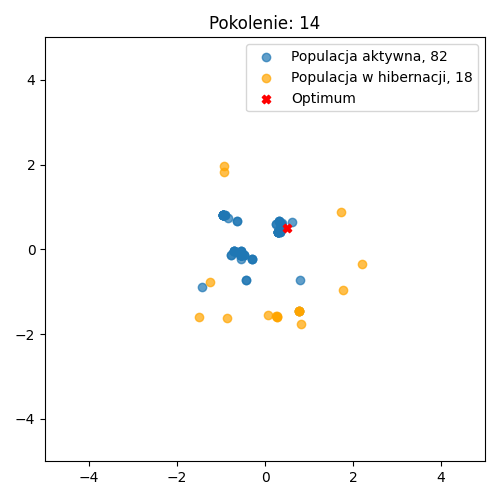 Pokolenie: 14
Populacja aktywna, 82
Populacja w hibernacji, 18
Optimum
4
2
0
−2
−4
−4
−2
0
2
4